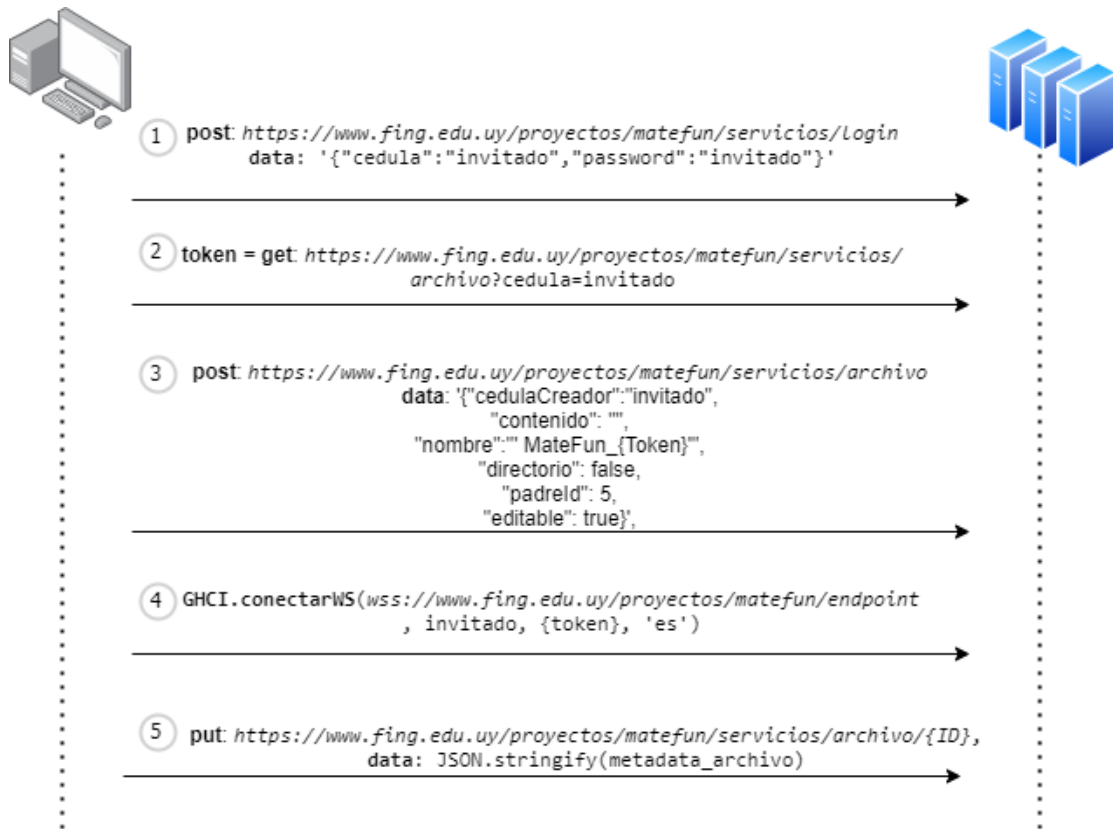 1 post: https://www.fing.edu.uy/proyectos/matefun/servicios/login
data: '{"cedula":"invitado","password":"invitado"}'
2 token = get: https://www.fing.edu.uy/proyectos/matefun/servicios/
archivo?cedula=invitado
3 post: https://www.fing.edu.uy/proyectos/matefun/servicios/archivo
data: '{"cedulaCreador":"invitado",
"contenido": "",
"nombre":"' MateFun_{Token}'",
"directorio": false,
"padreId": 5,
"editable": true}',
4 GHCI.conectarWS(wss://www.fing.edu.uy/proyectos/matefun/endpoint
, invitado, {token}, 'es')
5 put: https://www.fing.edu.uy/proyectos/matefun/servicios/archivo/{ID},
data: JSON.stringify(metadata_archivo)